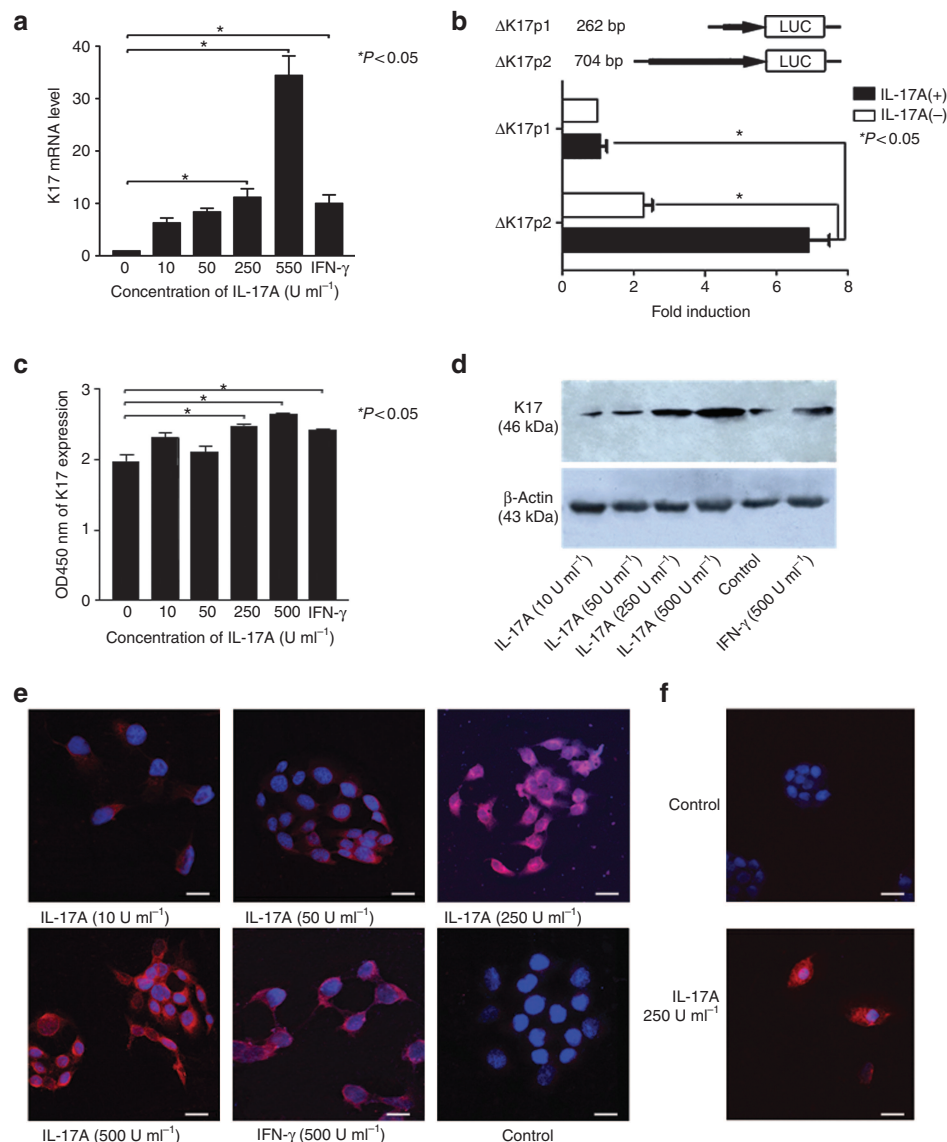 a
K17 mRNA level
40
30
20
10
0
*
*
*
*P<0.05
0 10 50 250 550 IFN-γ
Concentration of IL-17A (U ml⁻¹)
b
ΔK17p1 262 bp LUC
ΔK17p2 704 bp LUC
IL-17A(+)
IL-17A(−)
*P<0.05
ΔK17p1
*
ΔK17p2
*
0 2 4 6 8
Fold induction
c
OD450 nm of K17 expression
3
2
1
0
*
*
*
*P<0.05
0 10 50 250 500 IFN-γ
Concentration of IL-17A (U ml⁻¹)
d
K17
(46 kDa)
β-Actin
(43 kDa)
IL-17A (10 U ml⁻¹)
IL-17A (50 U ml⁻¹)
IL-17A (250 U ml⁻¹)
IL-17A (500 U ml⁻¹)
Control
IFN-γ (500 U ml⁻¹)
e
IL-17A (10 U ml⁻¹)
IL-17A (50 U ml⁻¹)
IL-17A (250 U ml⁻¹)
IL-17A (500 U ml⁻¹)
IFN-γ (500 U ml⁻¹)
Control
f
Control
IL-17A
250 U ml⁻¹